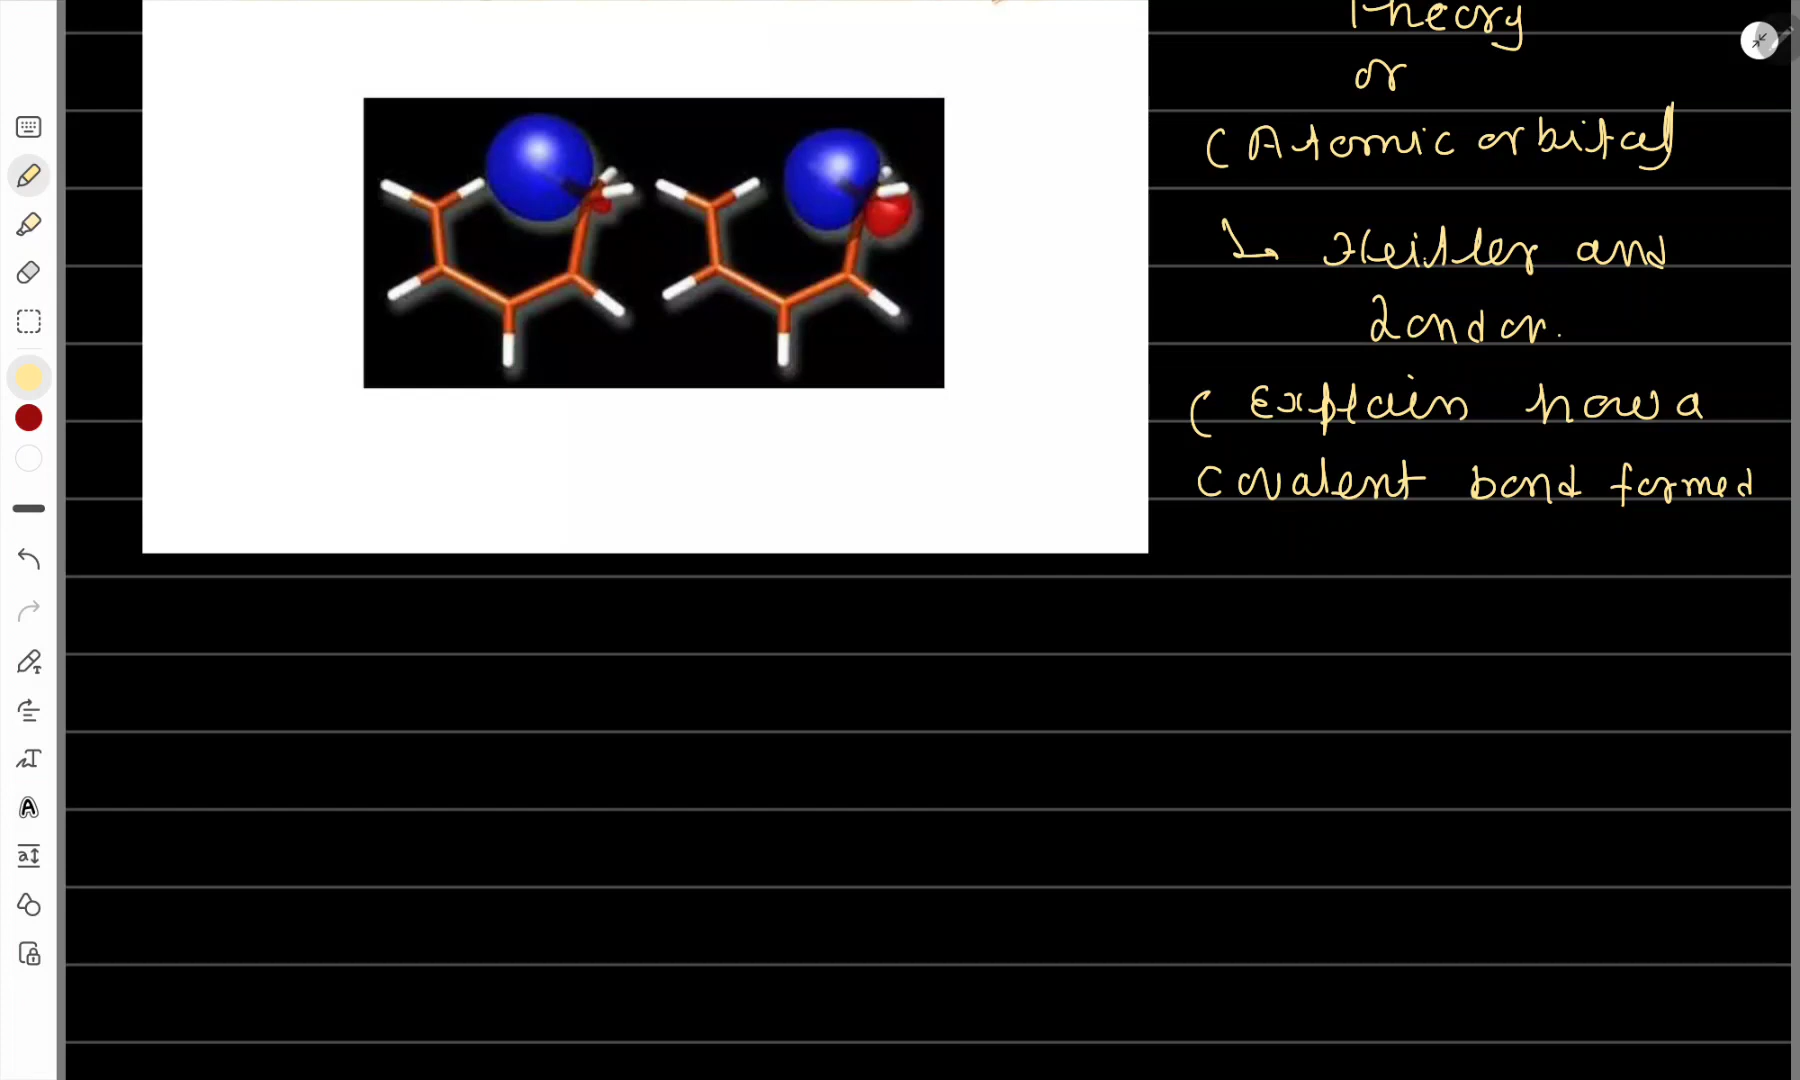 Theory
or
( Atomic orbital)
↳ Heitler and
London.
( Explain how a
covalent bond formed